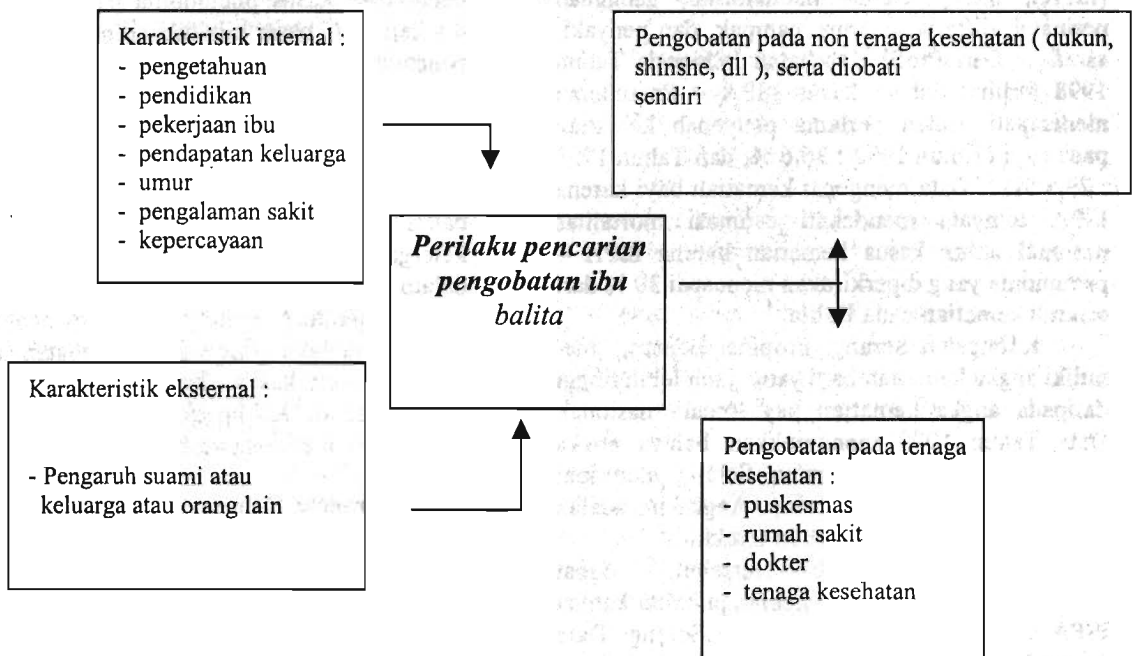 Karakteristik internal :
- pengetahuan
- pendidikan
- pekerjaan ibu
- pendapatan keluarga
- umur
- pengalaman sakit
- kepercayaan
Pengobatan pada non tenaga kesehatan ( dukun,
shinshe, dll ), serta diobati
sendiri
Perilaku pencarian
pengobatan ibu
balita
Karakteristik eksternal :
- Pengaruh suami atau
keluarga atau orang lain
Pengobatan pada tenaga
kesehatan :
- puskesmas
- rumah sakit
- dokter
- tenaga kesehatan